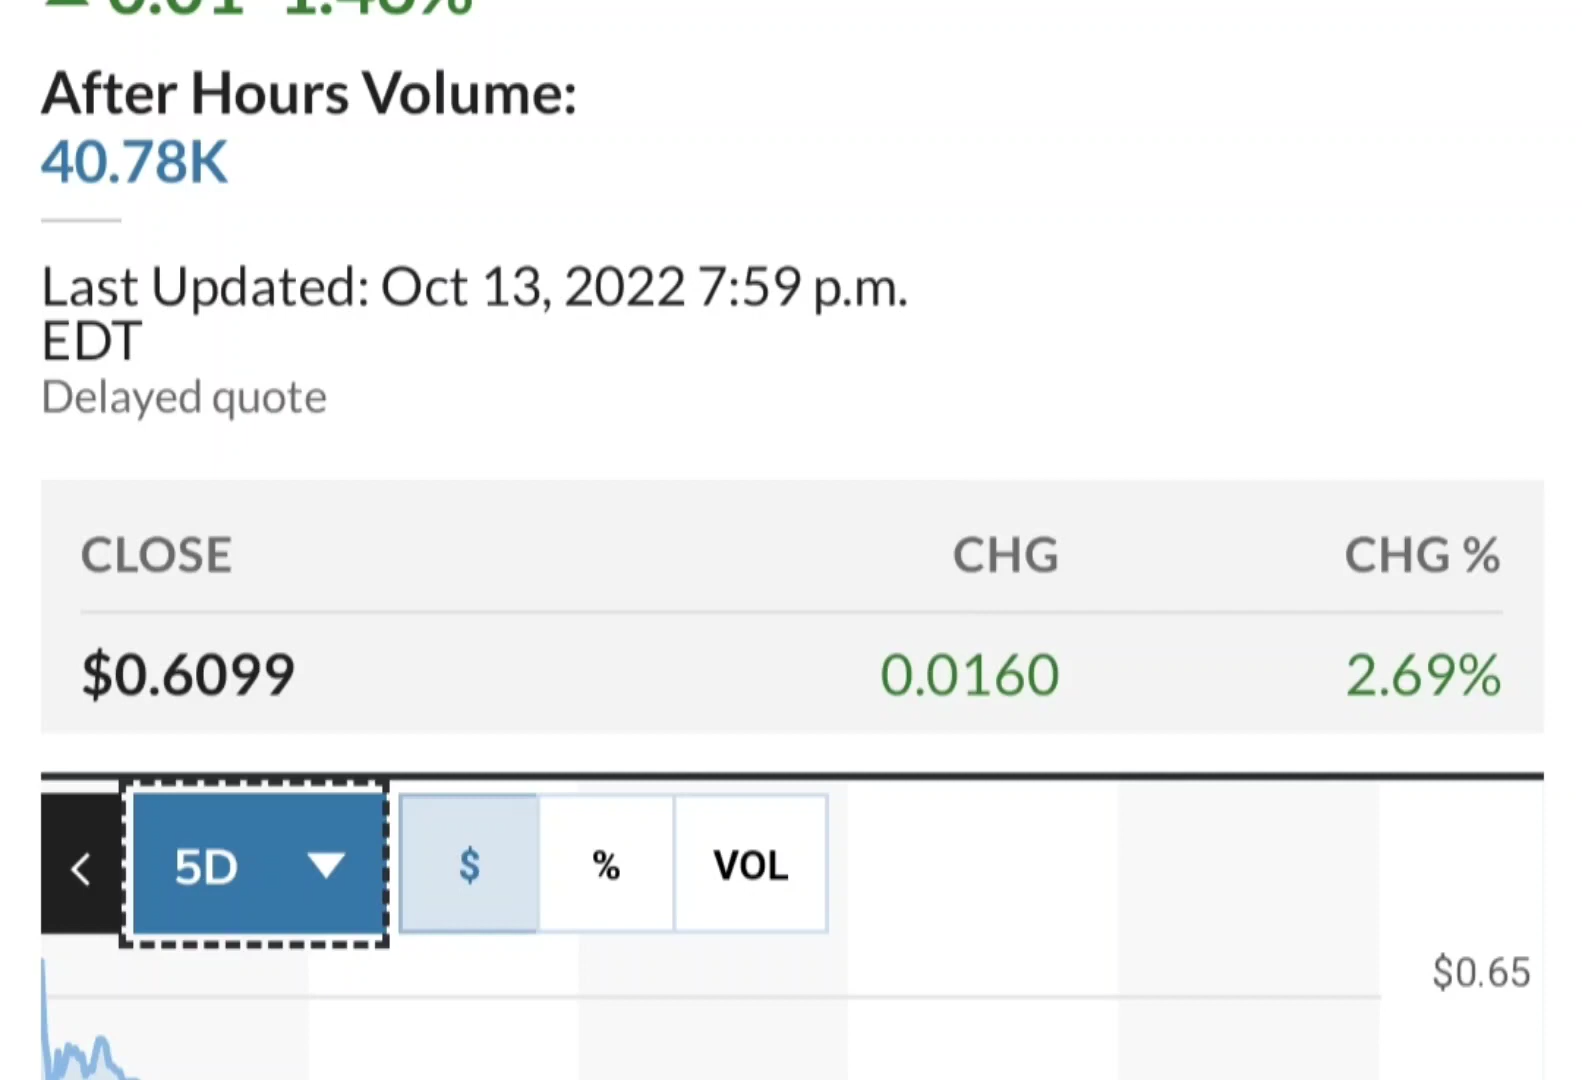 After Hours Volume:
40.78K
Last Updated: Oct 13, 2022 7:59 p.m.
EDT
Delayed quote
CLOSE CHG CHG %
$0.6099 0.0160 2.69%
5D $ % VOL
$0.65